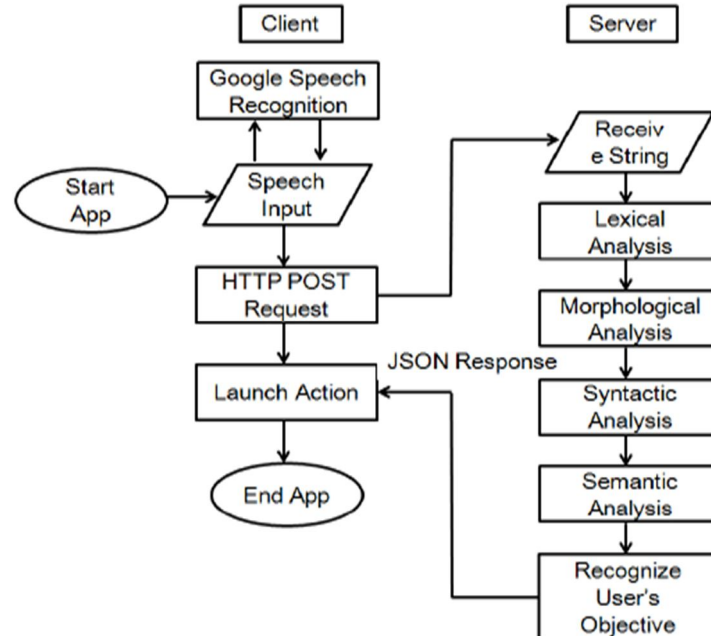 Client
Server
Google Speech
Recognition
Receiv
e String
Start
App
Speech
Input
Lexical
Analysis
HTTP POST
Request
Morphological
Analysis
JSON Response
Launch Action
Syntactic
Analysis
End App
Semantic
Analysis
Recognize
User's
Objective